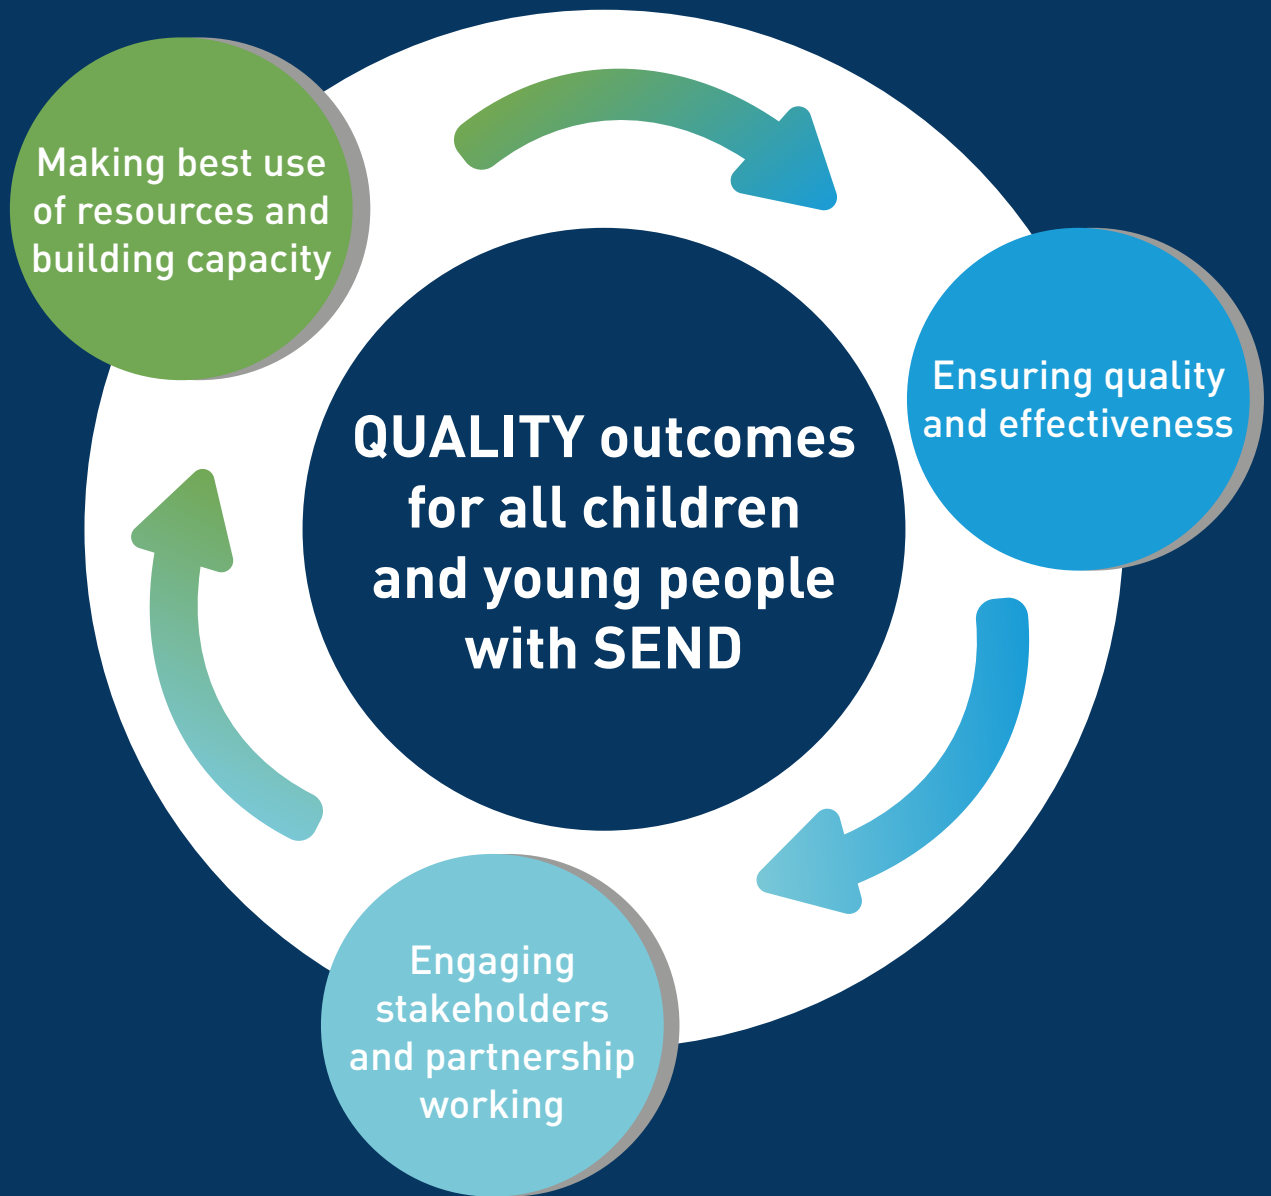 Making best use
of resources and
building capacity
Ensuring quality
and effectiveness
QUALITY outcomes
for all children
and young people
with SEND
Engaging
stakeholders
and partnership
working